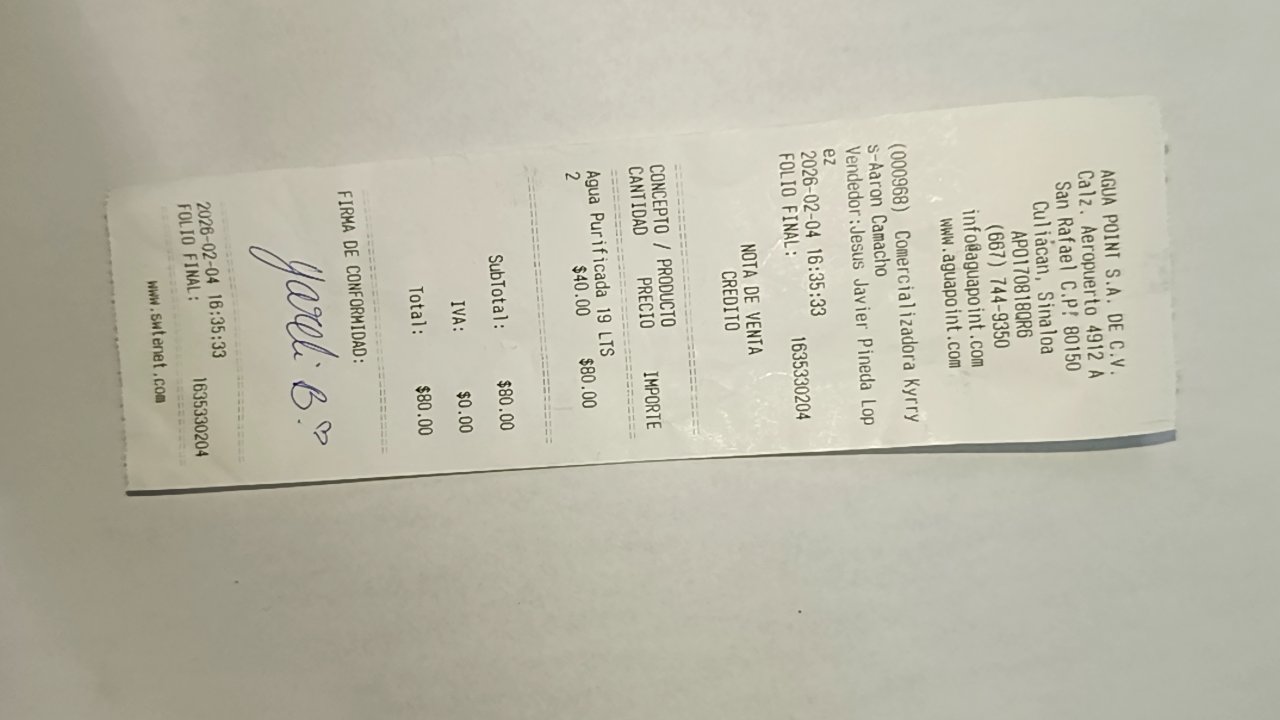 AGUA POINT S.A. DE C.V.
Calz. Aeropuerto 4912 A
San Rafael C.P. 80150
Culiacan, Sinaloa
APO170818QR6
(667) 744-9350
info@aguapoint.com
www.aguapoint.com
(000968) Comercializadora Kyrry
s-Aaron Camacho
Vendedor:Jesus Javier Pineda Lop
ez
2026-02-04 16:35:33
FOLIO FINAL: 1635330204
NOTA DE VENTA
CREDITO
CONCEPTO / PRODUCTO
CANTIDAD PRECIO IMPORTE
Agua Purificada 19 LTS
2 $40.00 $80.00
SubTotal: $80.00
IVA: $0.00
Total: $80.00
FIRMA DE CONFORMIDAD:
Yareli B.
2026-02-04 16:35:33
FOLIO FINAL: 1635330204
www.swtenet.com